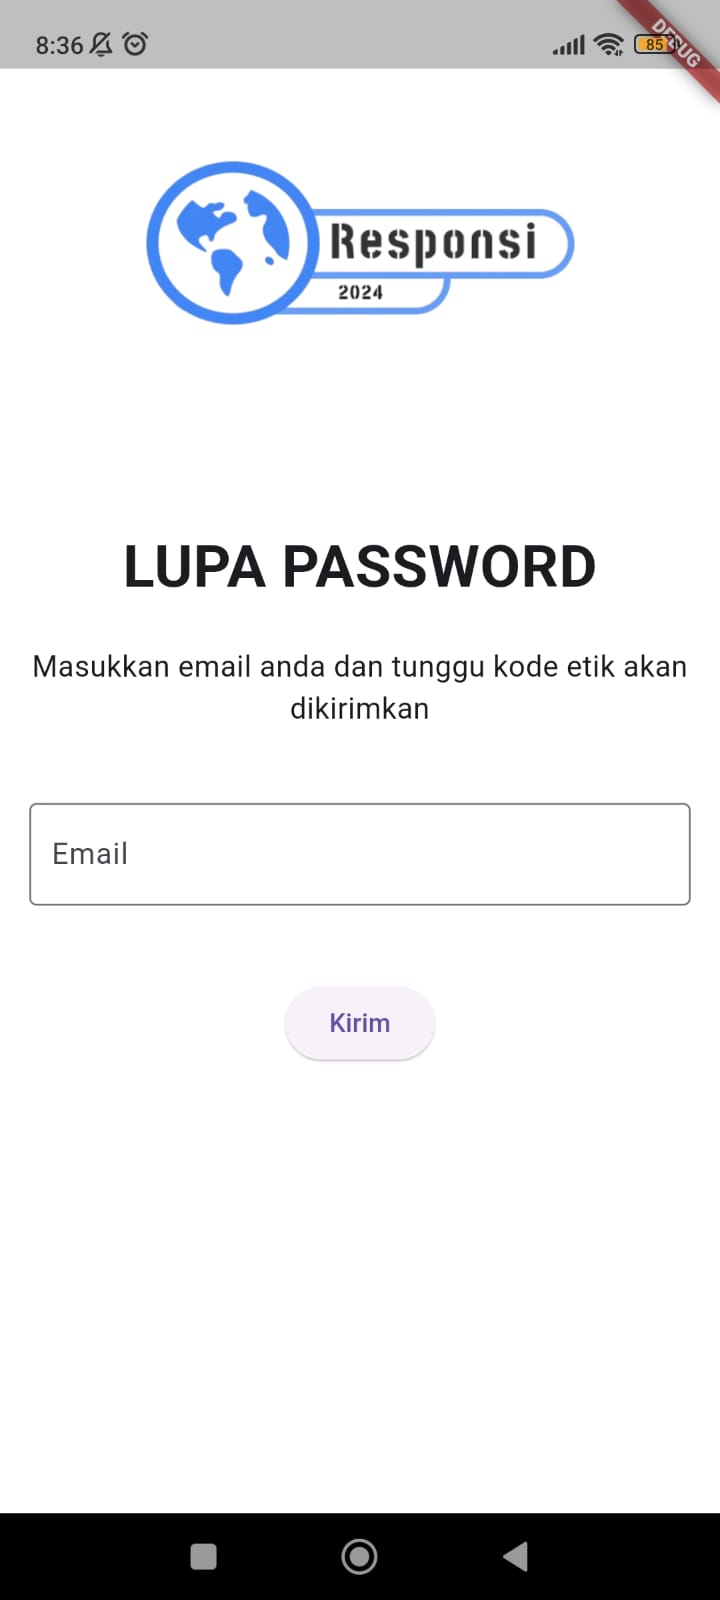 8:36
85
DEBUG
Responsi
2024
LUPA PASSWORD
Masukkan email anda dan tunggu kode etik akan
dikirimkan
Email
Kirim